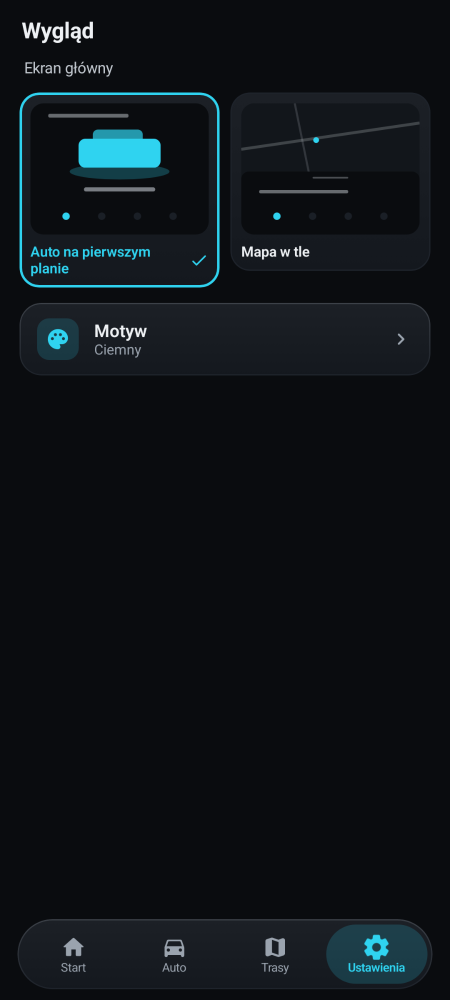 Wygląd
Ekran główny
Auto na pierwszym
planie
Mapa w tle
Motyw
Ciemny
Start
Auto
Trasy
Ustawienia